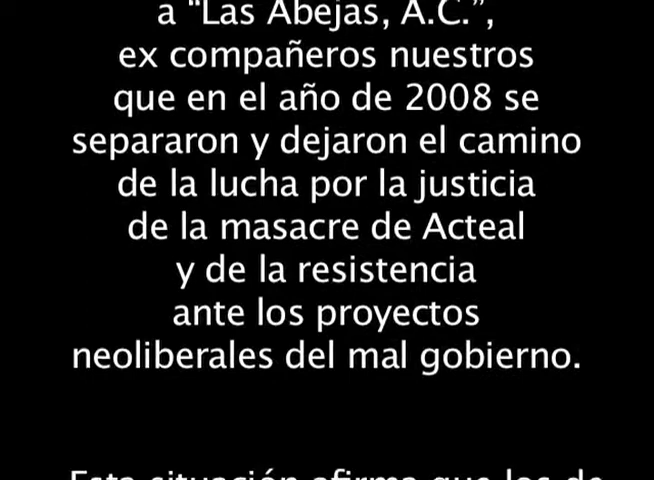 a "Las Abejas, A.C.",
ex compañeros nuestros
que en el año de 2008 se
separaron y dejaron el camino
de la lucha por la justicia
de la masacre de Acteal
y de la resistencia
ante los proyectos
neoliberales del mal gobierno.
Esta situación afirma que los de